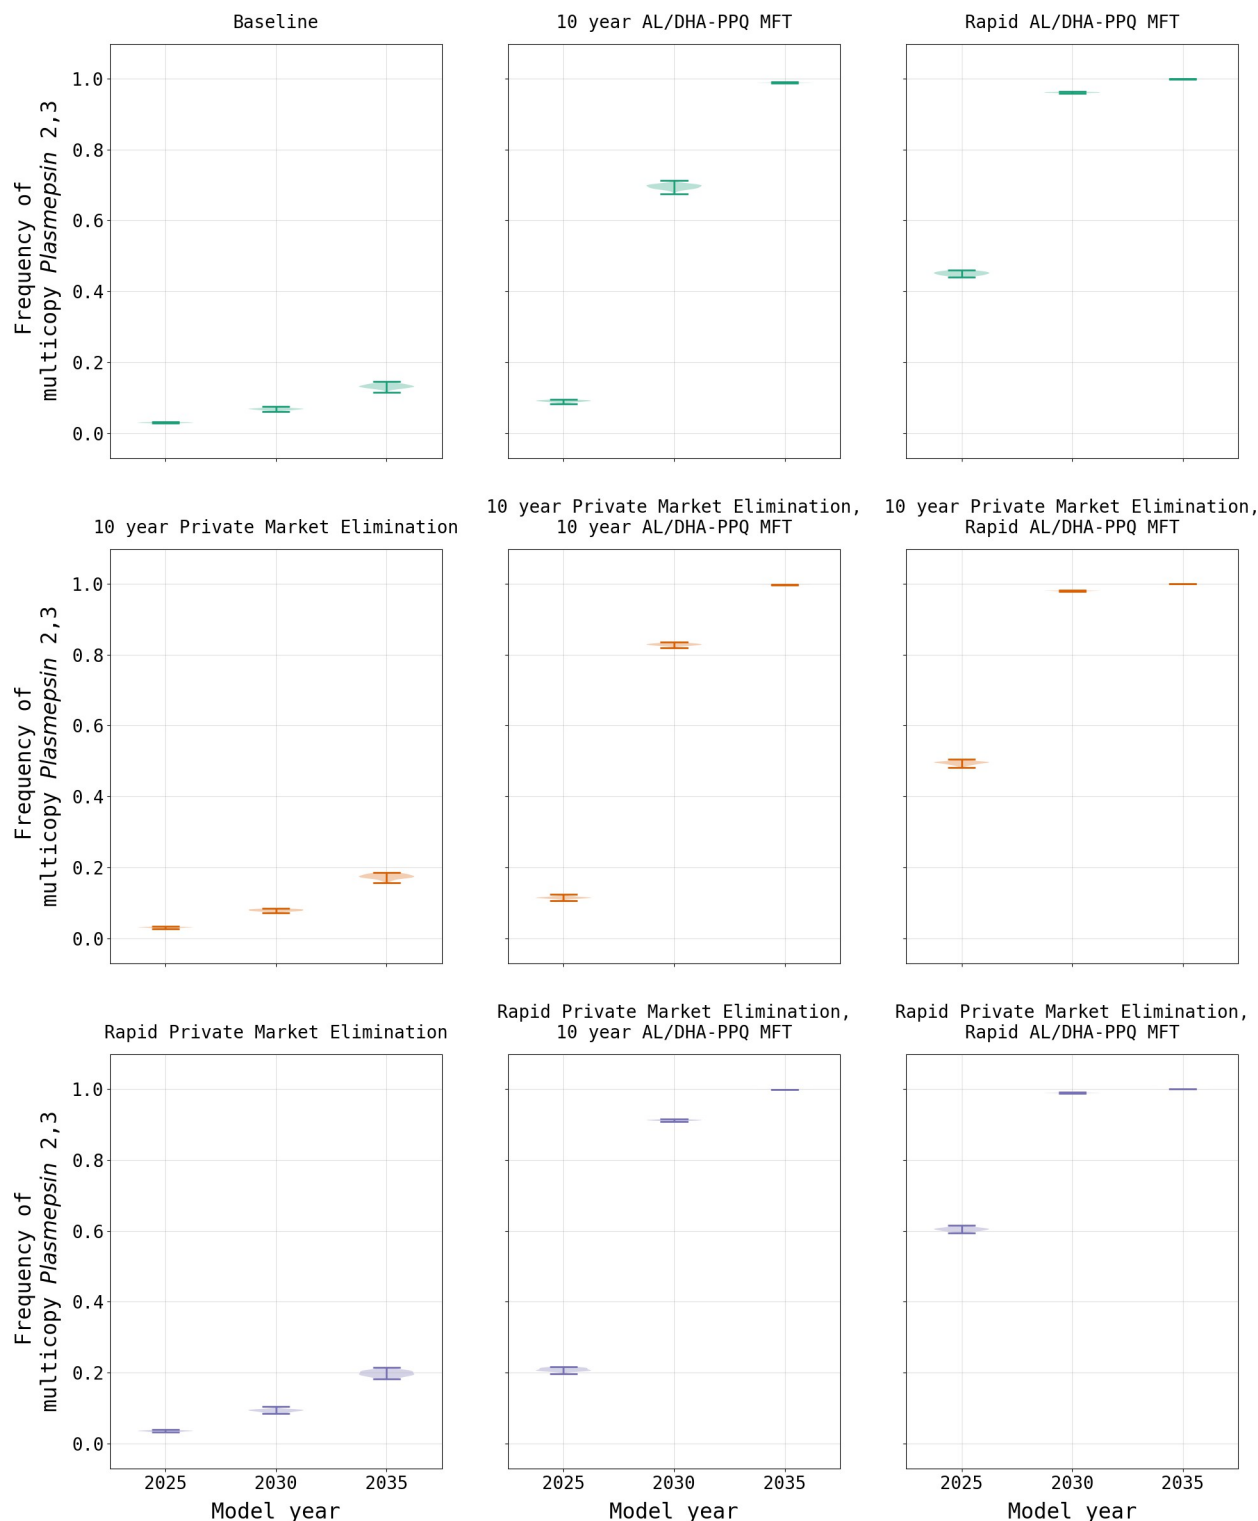 Baseline
10 year AL/DHA-PPQ MFT
Rapid AL/DHA-PPQ MFT
Frequency of
multicopy Plasmepsin 2,3
1.0
0.8
0.6
0.4
0.2
0.0
10 year Private Market Elimination
10 year Private Market Elimination,
10 year AL/DHA-PPQ MFT
10 year Private Market Elimination,
Rapid AL/DHA-PPQ MFT
Frequency of
multicopy Plasmepsin 2,3
1.0
0.8
0.6
0.4
0.2
0.0
Rapid Private Market Elimination
Rapid Private Market Elimination,
10 year AL/DHA-PPQ MFT
Rapid Private Market Elimination,
Rapid AL/DHA-PPQ MFT
Frequency of
multicopy Plasmepsin 2,3
1.0
0.8
0.6
0.4
0.2
0.0
2025 2030 2035
Model year
2025 2030 2035
Model year
2025 2030 2035
Model year